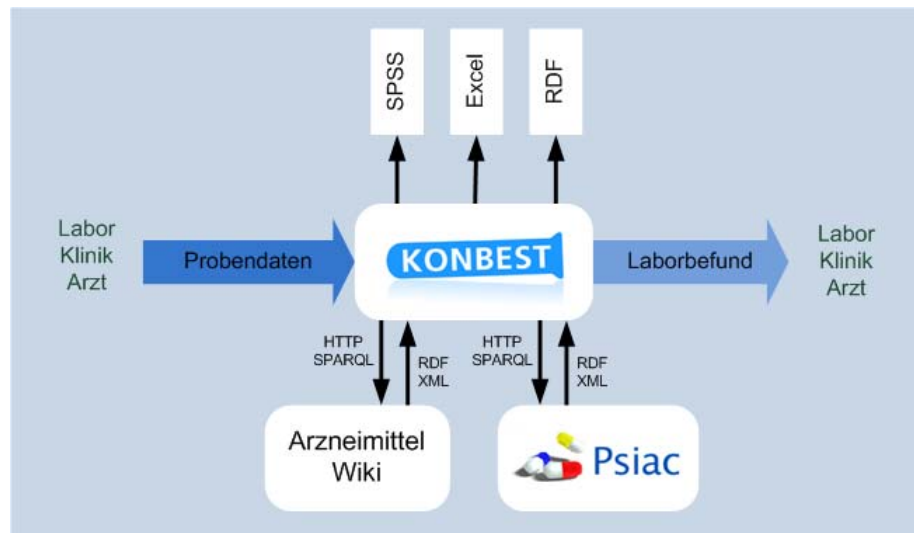 SPSS
Excel
RDF
Labor
Klinik
Arzt
Probendaten
KONBEST
Laborbefund
Labor
Klinik
Arzt
HTTP
SPARQL
RDF
XML
HTTP
SPARQL
RDF
XML
Arzneimittel
Wiki
Psiac